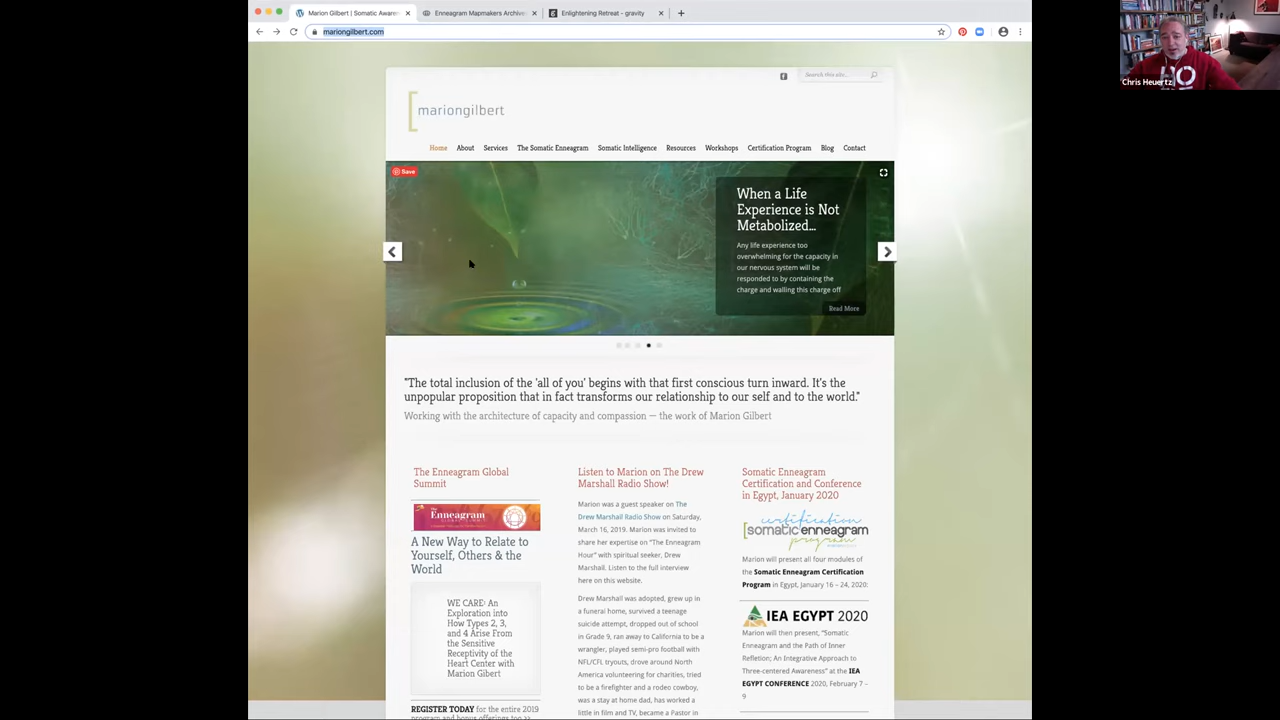 Marion Gilbert | Somatic Aware
Enneagram Mapmakers Archive
Enlightening Retreat - gravity
mariongilbert.com
Chris Heuertz
Search this site...
[mariongilbert
Home About Services The Somatic Enneagram Somatic Intelligence Resources Workshops Certification Program Blog Contact
Save
When a Life
Experience is Not
Metabolized...
Any life experience too
overwhelming for the capacity in
our nervous system will be
responded to by containing the
charge and walling this charge off
Read More
"The total inclusion of the 'all of you' begins with that first conscious turn inward. It's the
unpopular proposition that in fact transforms our relationship to our self and to the world."
Working with the architecture of capacity and compassion — the work of Marion Gilbert
The Enneagram Global
Summit
The
Enneagram
GLOBAL SUMMIT
A New Way to Relate to
Yourself, Others & the
World
WE CARE: An
Exploration into
How Types 2, 3,
and 4 Arise From
the Sensitive
Receptivity of the
Heart Center with
Marion Gilbert
REGISTER TODAY for the entire 2019
program and bonus offerings too >>
Listen to Marion on The Drew
Marshall Radio Show!
Marion was a guest speaker on The
Drew Marshall Radio Show on Saturday,
March 16, 2019. Marion was invited to
share her expertise on "The Enneagram
Hour" with spiritual seeker, Drew
Marshall. Listen to the full interview
here on this website.
Drew Marshall was adopted, grew up in
a funeral home, survived a teenage
suicide attempt, dropped out of school
in Grade 9, ran away to California to be a
wrangler, played semi-pro football with
NFL/CFL tryouts, drove around North
America volunteering for charities, tried
to be a firefighter and a rodeo cowboy,
was a stay at home dad, has worked a
little in film and TV, became a Pastor in
Somatic Enneagram
Certification and Conference
in Egypt, January 2020
certification
[somatic enneagram
program
Marion will present all four modules of
the Somatic Enneagram Certification
Program in Egypt, January 16 – 24, 2020:
IEA EGYPT 2020
Marion will then present, "Somatic
Enneagram and the Path of Inner
Refletion; An Integrative Approach to
Three-centered Awareness" at the IEA
EGYPT CONFERENCE 2020, February 7 –
9